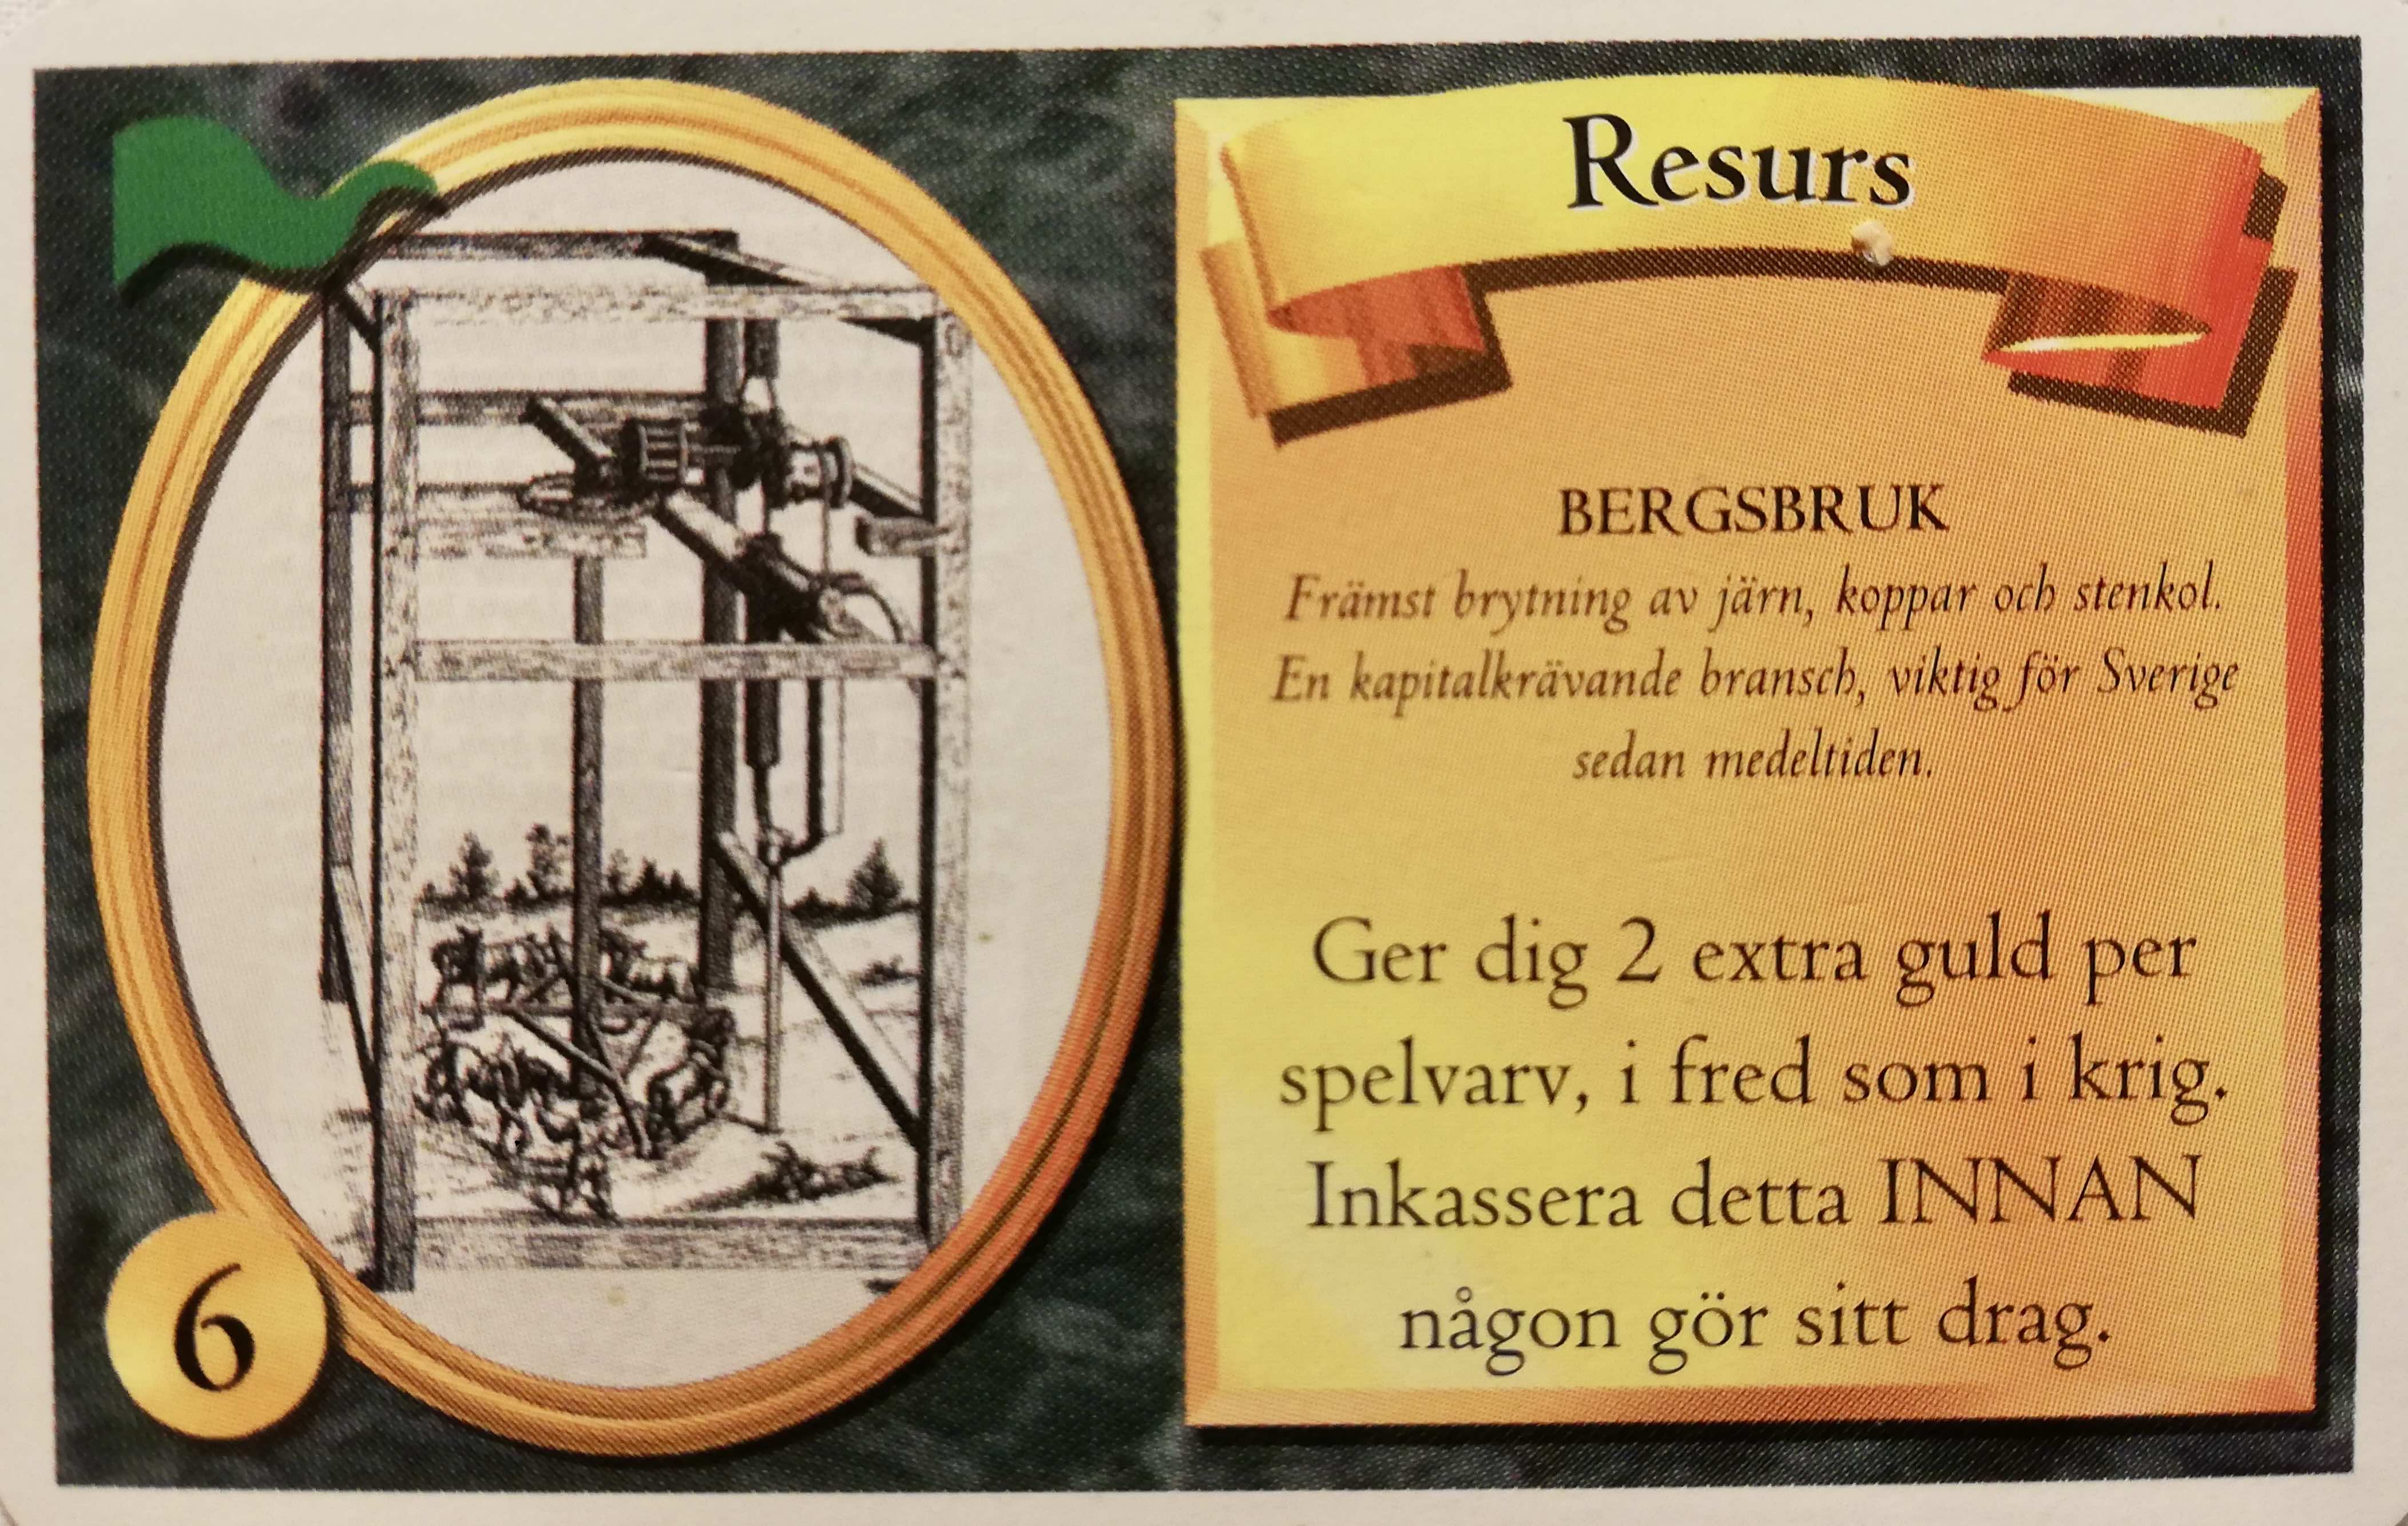 Resurs
BERGSBRUK
Främst brytning av järn, koppar och stenkol.
En kapitalkrävande bransch, viktig för Sverige
sedan medeltiden.
Ger dig 2 extra guld per
spelvarv, i fred som i krig.
Inkassera detta INNAN
någon gör sitt drag.
6